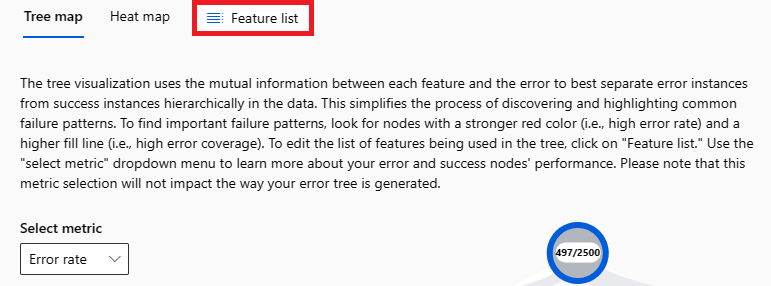 Tree map Heat map Feature list
The tree visualization uses the mutual information between each feature and the error to best separate error instances
from success instances hierarchically in the data. This simplifies the process of discovering and highlighting common
failure patterns. To find important failure patterns, look for nodes with a stronger red color (i.e., high error rate) and a
higher fill line (i.e., high error coverage). To edit the list of features being used in the tree, click on "Feature list." Use the
"select metric" dropdown menu to learn more about your error and success nodes' performance. Please note that this
metric selection will not impact the way your error tree is generated.
Select metric
Error rate
497/2500